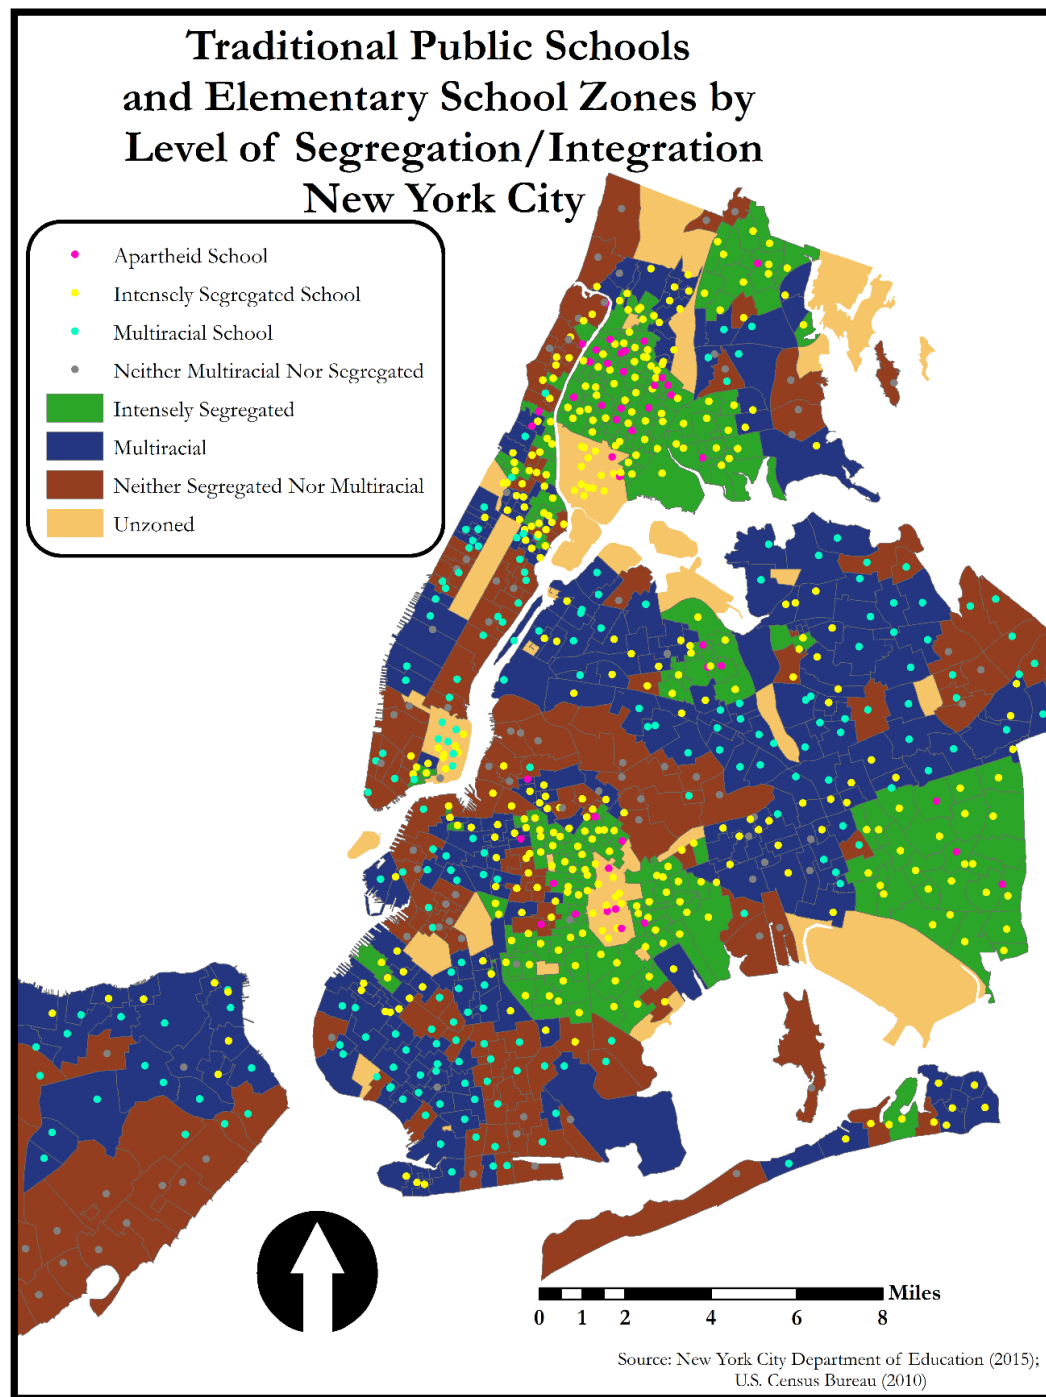 Traditional Public Schools
and Elementary School Zones by
Level of Segregation/Integration
New York City
Apartheid School
Intensely Segregated School
Multiracial School
Neither Multiracial Nor Segregated
Intensely Segregated
Multiracial
Neither Segregated Nor Multiracial
Unzoned
Miles
0 1 2 4 6 8
Source: New York City Department of Education (2015);
U.S. Census Bureau (2010)